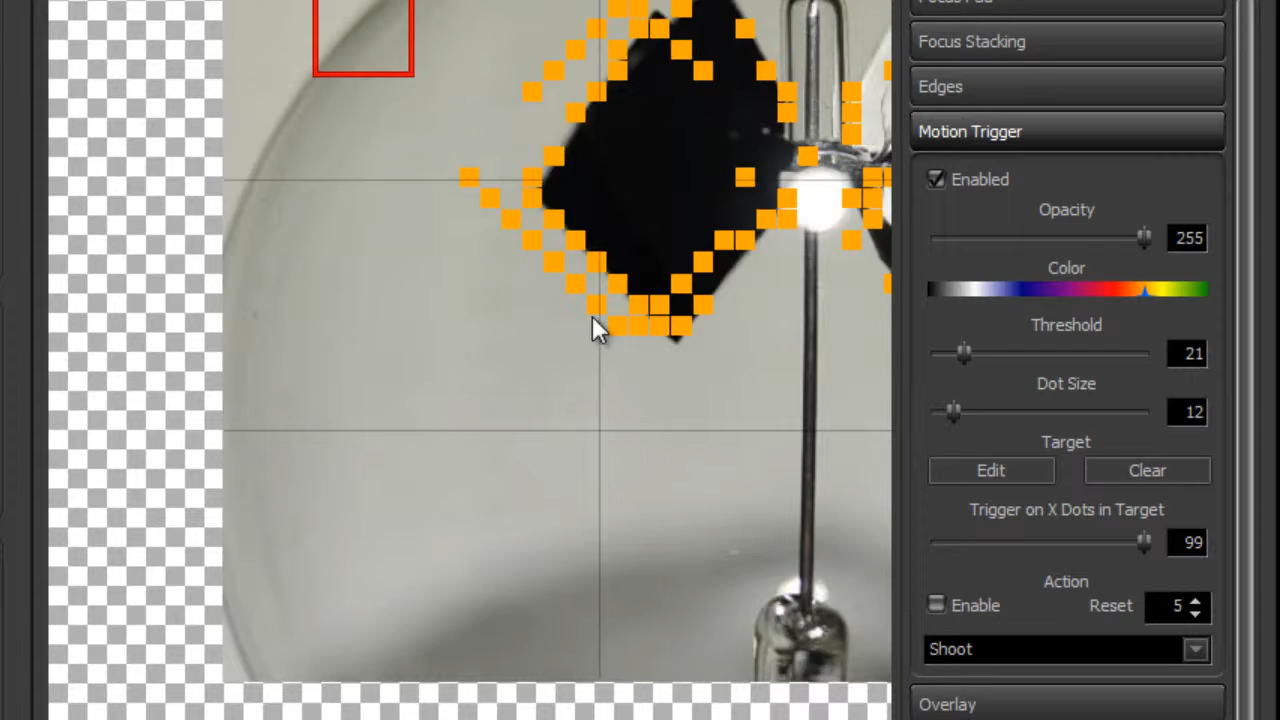 Focus Stacking
Edges
Motion Trigger
Enabled
Opacity
255
Color
Threshold
21
Dot Size
12
Target
Edit Clear
Trigger on X Dots in Target
99
Action
Enable Reset 5
Shoot
Overlay